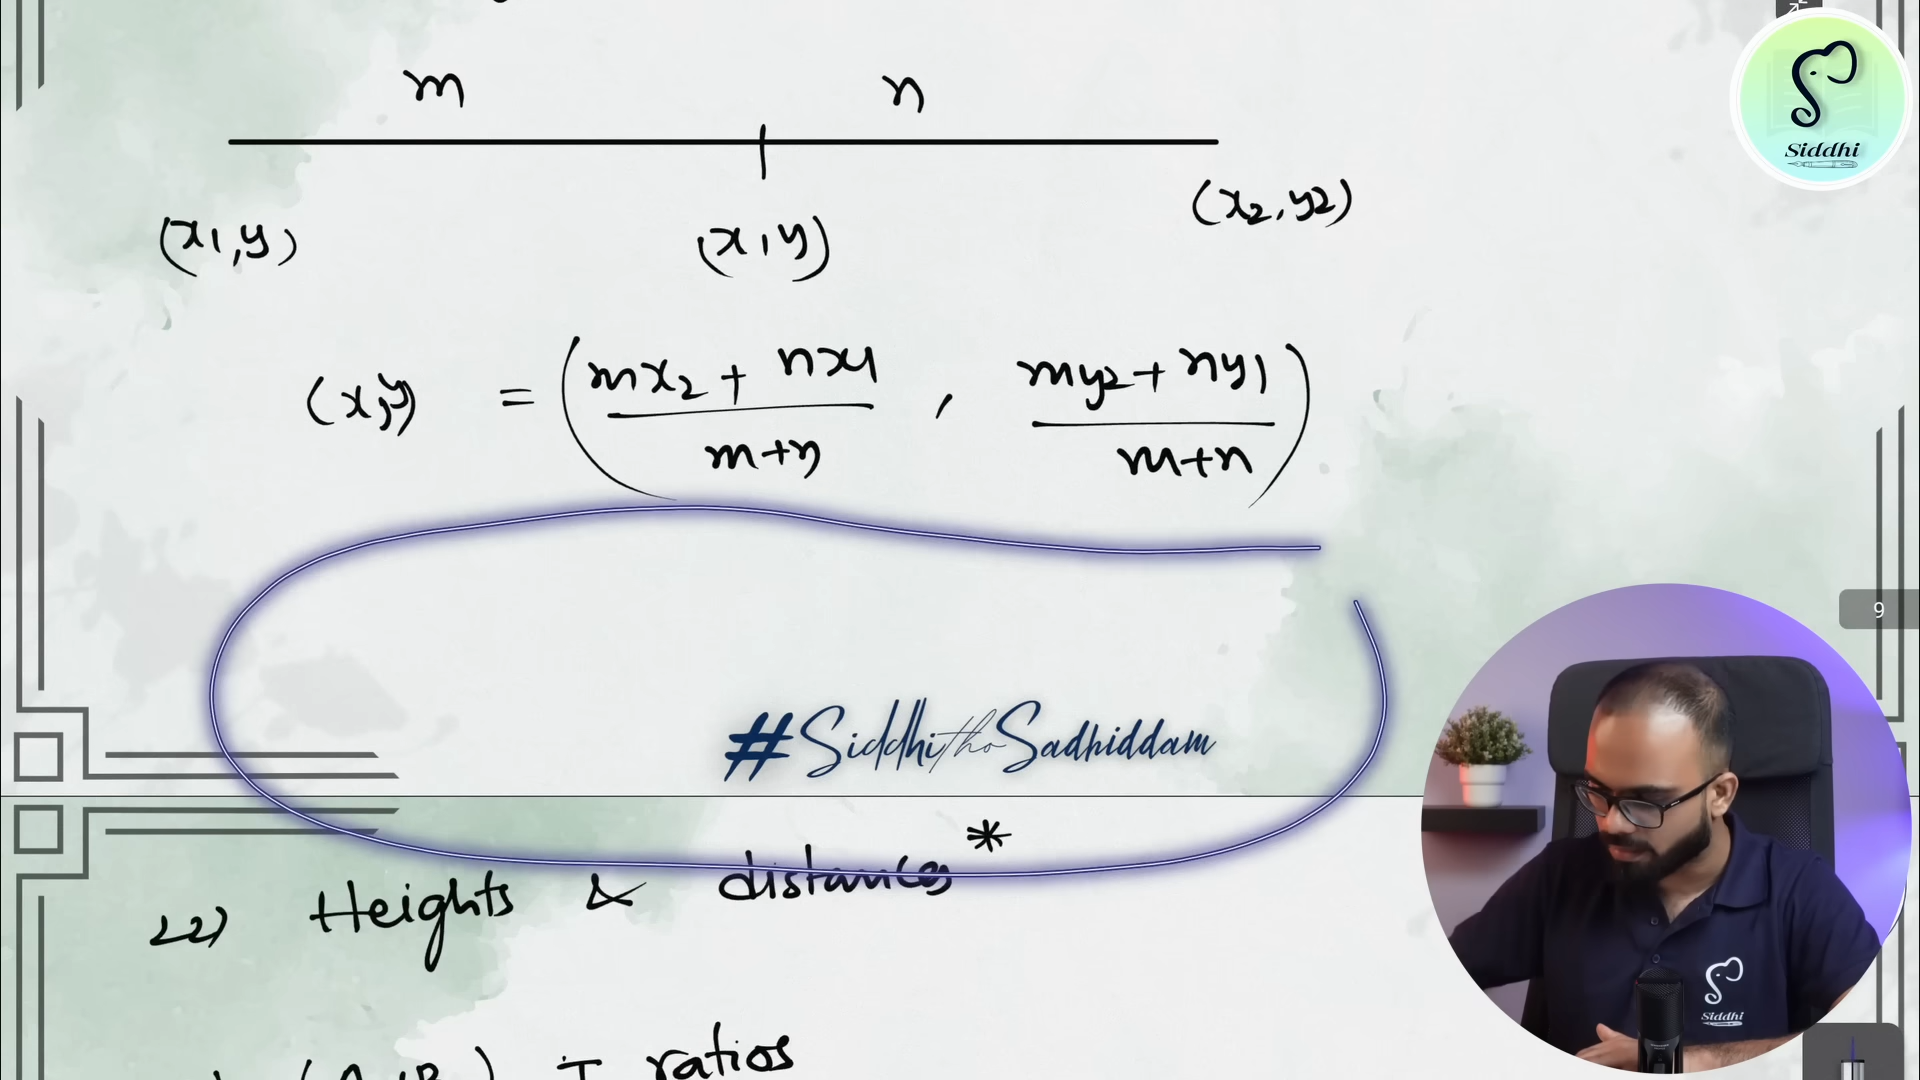 Siddhi
m n
(x1,y) (x,y) (x2,y2)
(x,y) = (mx2 + nx1 / m+n , my2 + ny1 / m+n)
9
#SiddhithoSadhiddam
22) Heights & distances *
ratios
Siddhi